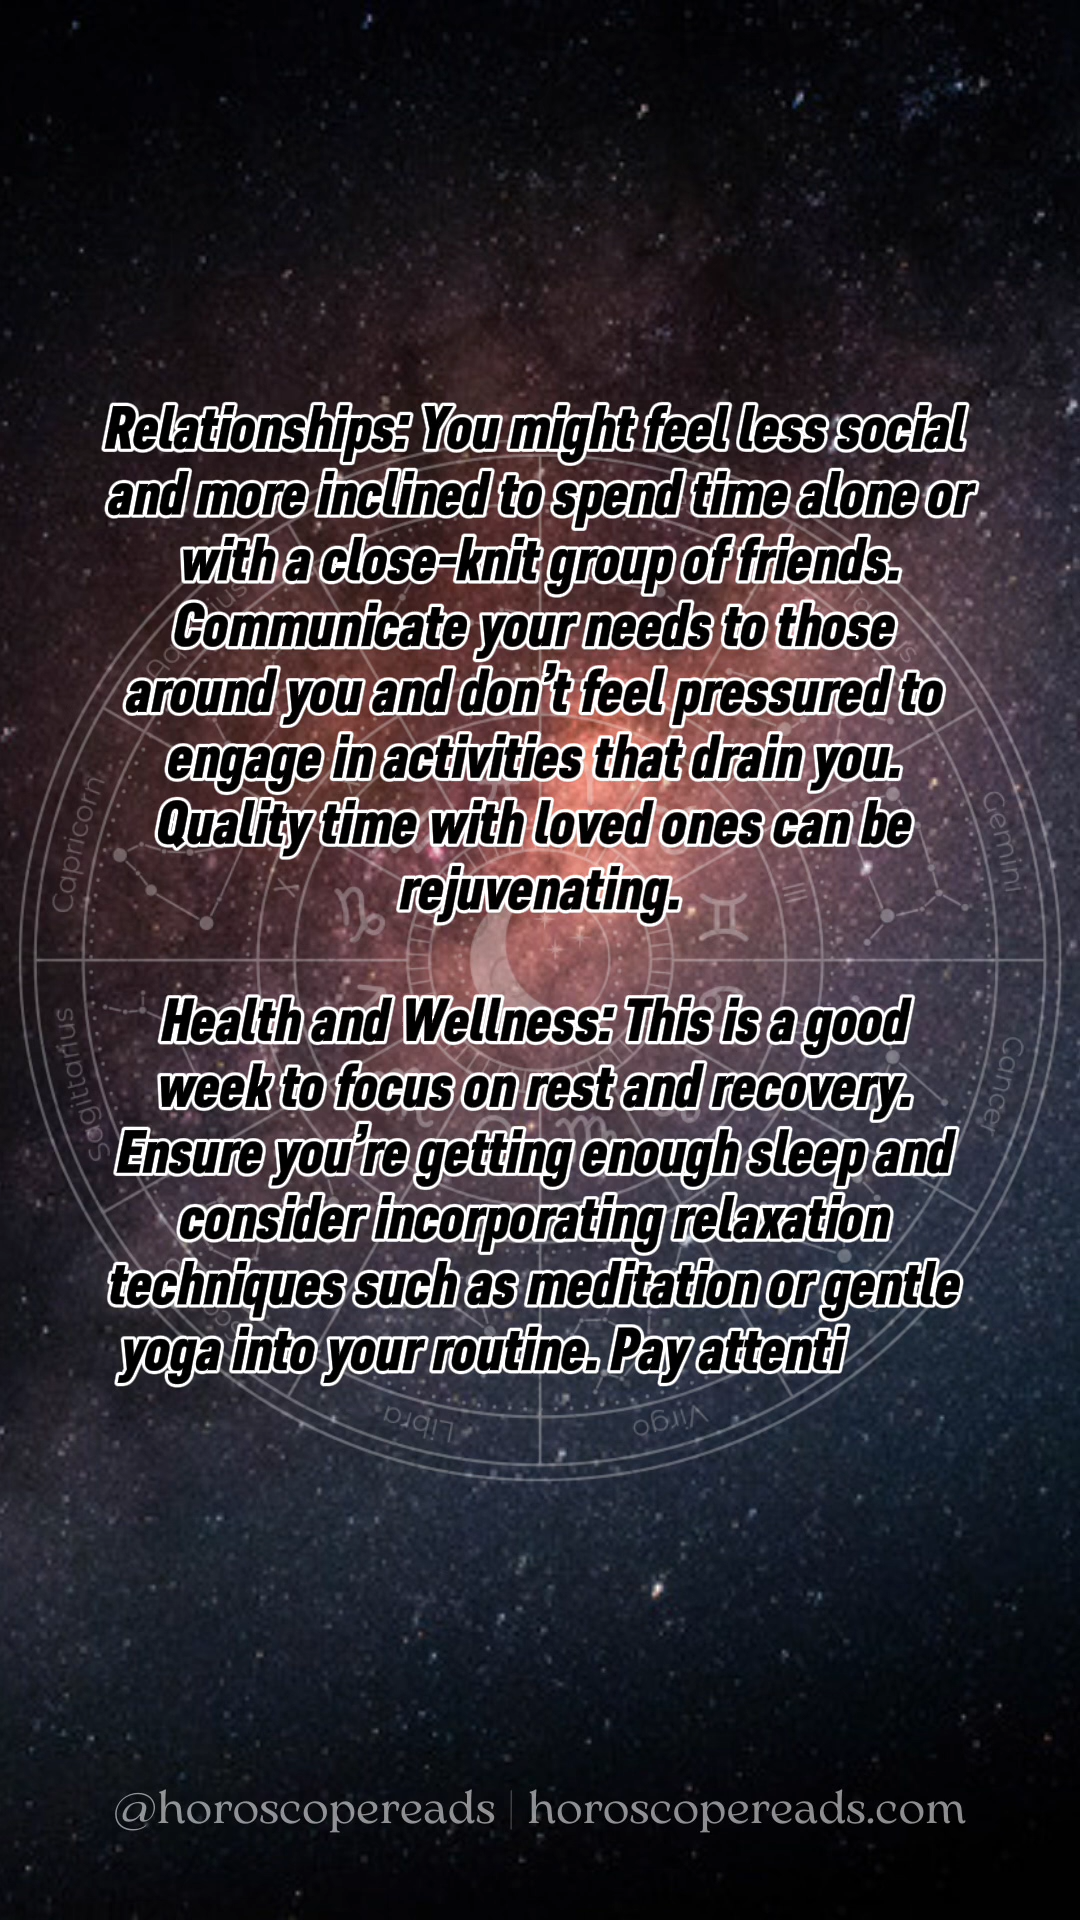 Relationships: You might feel less social
and more inclined to spend time alone or
with a close-knit group of friends.
Communicate your needs to those
around you and don’t feel pressured to
engage in activities that drain you.
Quality time with loved ones can be
rejuvenating.
Health and Wellness: This is a good
week to focus on rest and recovery.
Ensure you’re getting enough sleep and
consider incorporating relaxation
techniques such as meditation or gentle
yoga into your routine. Pay attenti
Capricorn
Gemini
Sagittarius
Cancer
Libra
Virgo
@horoscopereads | horoscopereads.com